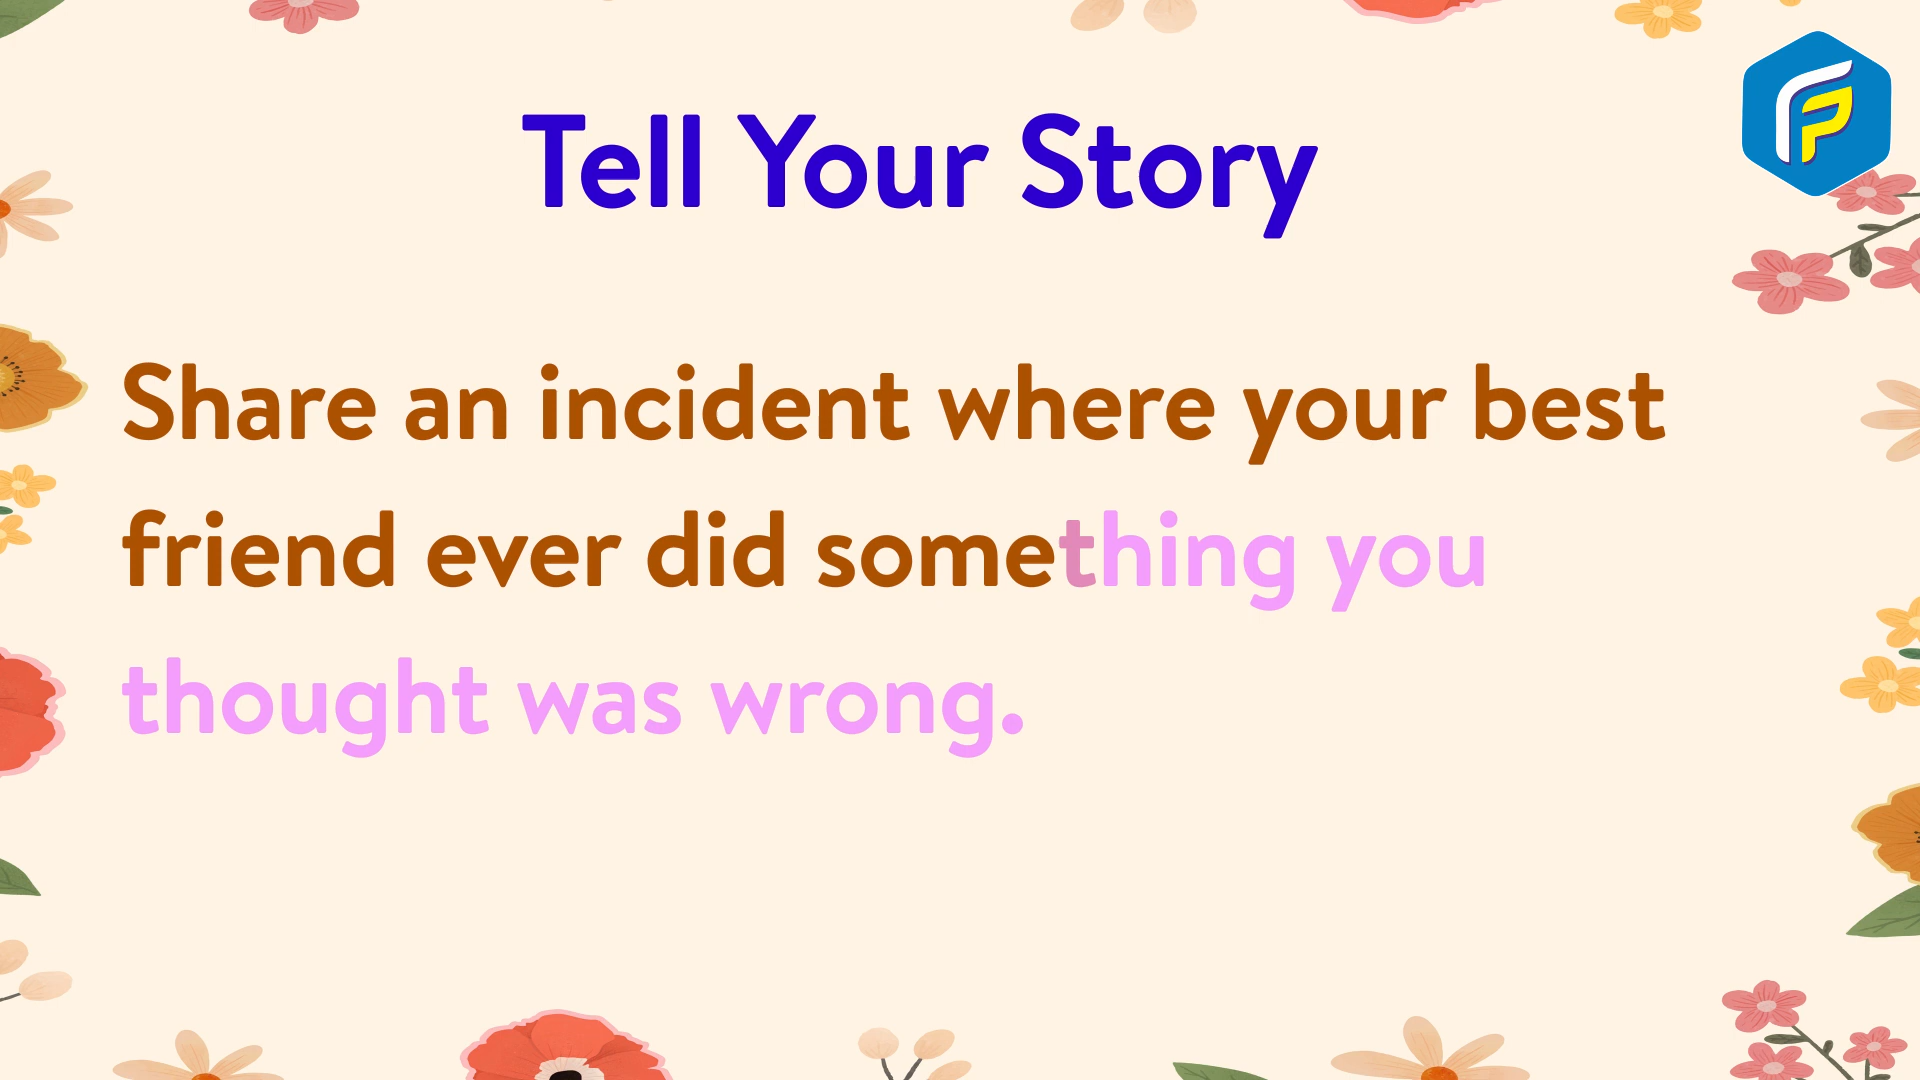 Tell Your Story
Share an incident where your best
friend ever did something you
thought was wrong.